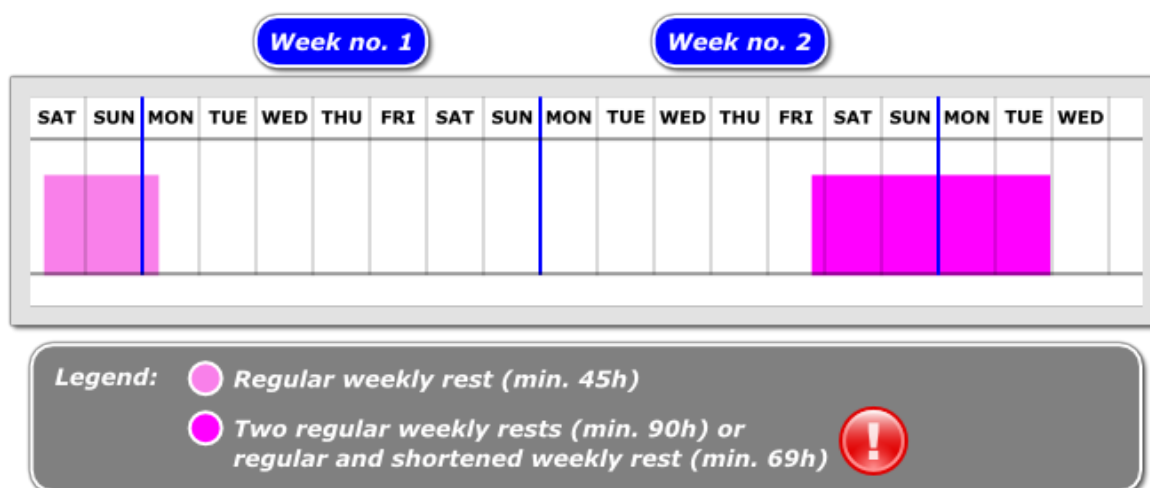 Week no. 1 Week no. 2
SAT SUN MON TUE WED THU FRI SAT SUN MON TUE WED THU FRI SAT SUN MON TUE WED
Legend: Regular weekly rest (min. 45h)
Two regular weekly rests (min. 90h) or
regular and shortened weekly rest (min. 69h)
!